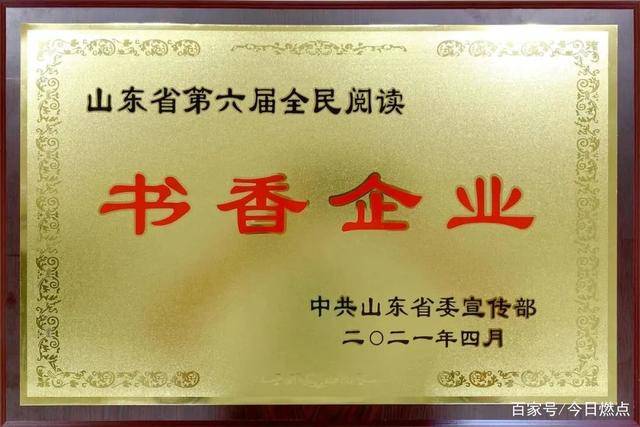 山东省第六届全民阅读
书香企业
中共山东省委宣传部
二〇二一年四月
百家号/今日燃点